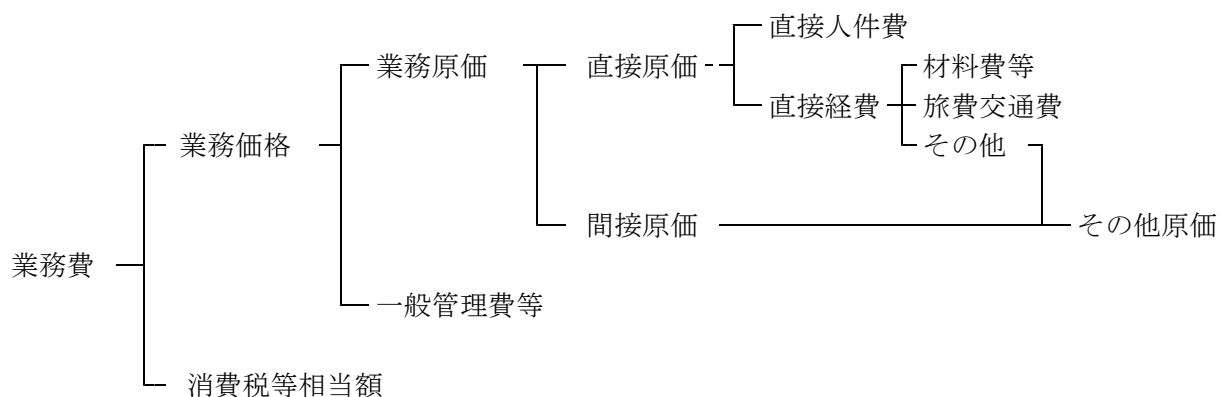 直接人件費
業務原価 直接原価 材料費等
直接経費 旅費交通費
業務価格 その他
間接原価 その他原価
業務費
一般管理費等
消費税等相当額